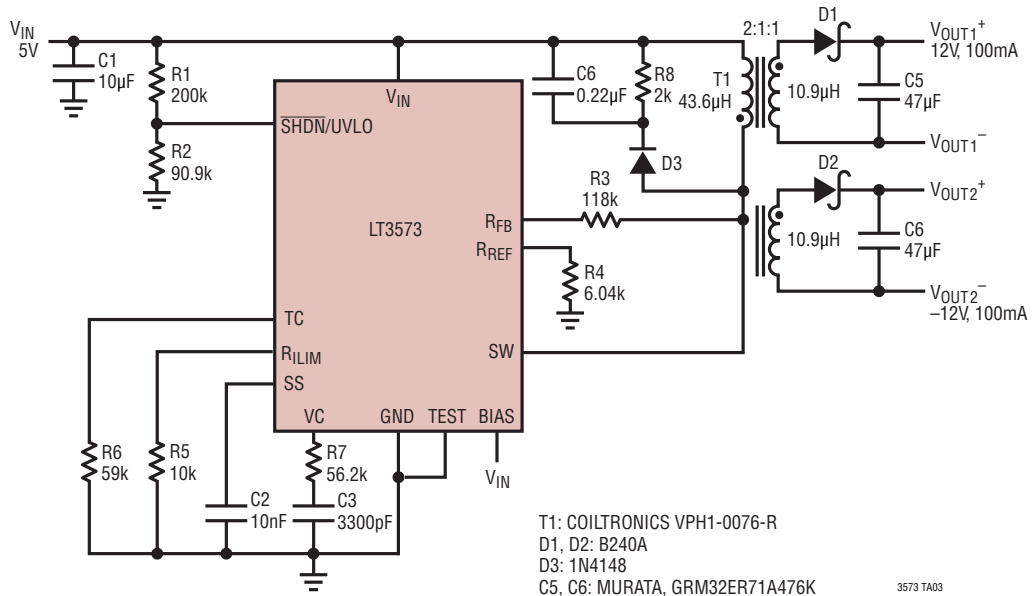 VIN
5V
C1
10µF
R1
200k
R2
90.9k
VIN
SHDN/UVLO
LT3573
RFB
RREF
SW
TC
RILIM
SS
VC
GND
TEST
BIAS
VIN
C6
0.22µF
R8
2k
D3
R3
118k
R4
6.04k
T1
43.6µH
2:1:1
10.9µH
D1
C5
47µF
VOUT1+
12V, 100mA
VOUT1–
10.9µH
D2
C6
47µF
VOUT2+
VOUT2–
–12V, 100mA
R6
59k
R5
10k
C2
10nF
R7
56.2k
C3
3300pF
T1: COILTRONICS VPH1-0076-R
D1, D2: B240A
D3: 1N4148
C5, C6: MURATA, GRM32ER71A476K
3573 TA03